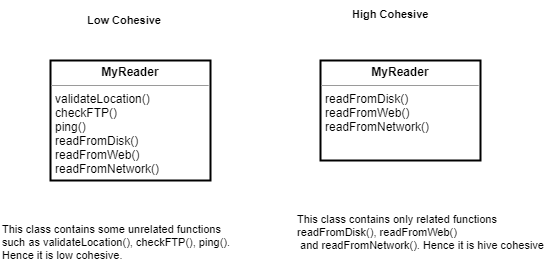 Low Cohesive
MyReader
validateLocation()
checkFTP()
ping()
readFromDisk()
readFromWeb()
readFromNetwork()
This class contains some unrelated functions
such as validateLocation(), checkFTP(), ping().
Hence it is low cohesive.
High Cohesive
MyReader
readFromDisk()
readFromWeb()
readFromNetwork()
This class contains only related functions
readFromDisk(), readFromWeb()
and readFromNetwork(). Hence it is hive cohesive